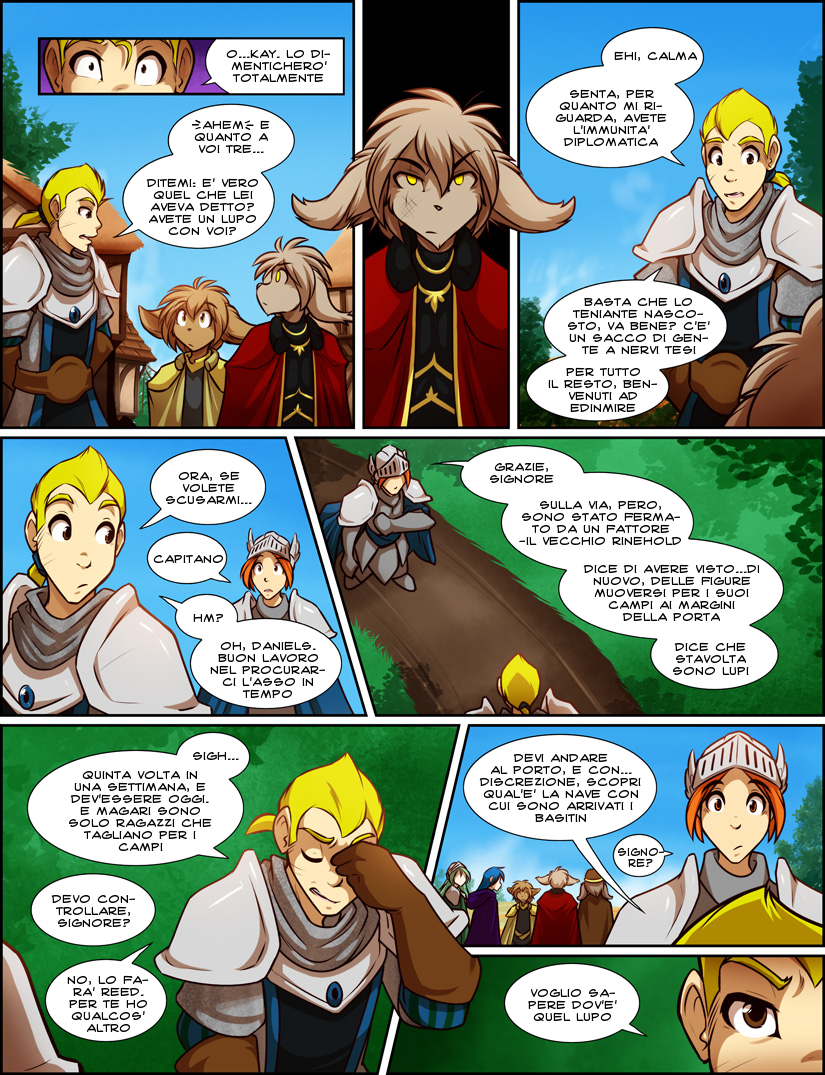 O...KAY. LO DI-
MENTICHERO'
TOTALMENTE
-AHEM- E
QUANTO A
VOI TRE...
DITEMI: E' VERO
QUEL CHE LEI
AVEVA DETTO?
AVETE UN LUPO
CON VOI?
EHI, CALMA
SENTA, PER
QUANTO MI RI-
GUARDA, AVETE
L'IMMUNITA'
DIPLOMATICA
BASTA CHE LO
TENIANTE NASCO-
STO, VA BENE? C'E'
UN SACCO DI GEN-
TE A NERVI TESI
PER TUTTO
IL RESTO, BEN-
VENUTI AD
EDINMIRE
ORA, SE
VOLETE
SCUSARMI...
CAPITANO
HM?
OH, DANIELS.
BUON LAVORO
NEL PROCURAR-
CI L'ASSO IN
TEMPO
GRAZIE,
SIGNORE
SULLA VIA, PERO,
SONO STATO FERMA-
TO DA UN FATTORE
-IL VECCHIO RINEHOLD
DICE DI AVERE VISTO...DI
NUOVO, DELLE FIGURE
MUOVERSI PER I SUOI
CAMPI AI MARGINI
DELLA PORTA
DICE CHE
STAVOLTA
SONO LUPI
SIGH...
QUINTA VOLTA IN
UNA SETTIMANA, E
DEV'ESSERE OGGI.
E MAGARI SONO
SOLO RAGAZZI CHE
TAGLIANO PER I
CAMPI
DEVO CON-
TROLLARE,
SIGNORE?
NO, LO FA-
RA' REED.
PER TE HO
QUALCOS'
ALTRO
DEVI ANDARE
AL PORTO, E CON...
DISCREZIONE, SCOPRI
QUAL'E' LA NAVE CON
CUI SONO ARRIVATI I
BASITIN
SIGNO-
RE?
VOGLIO SA-
PERE DOV'E'
QUEL LUPO